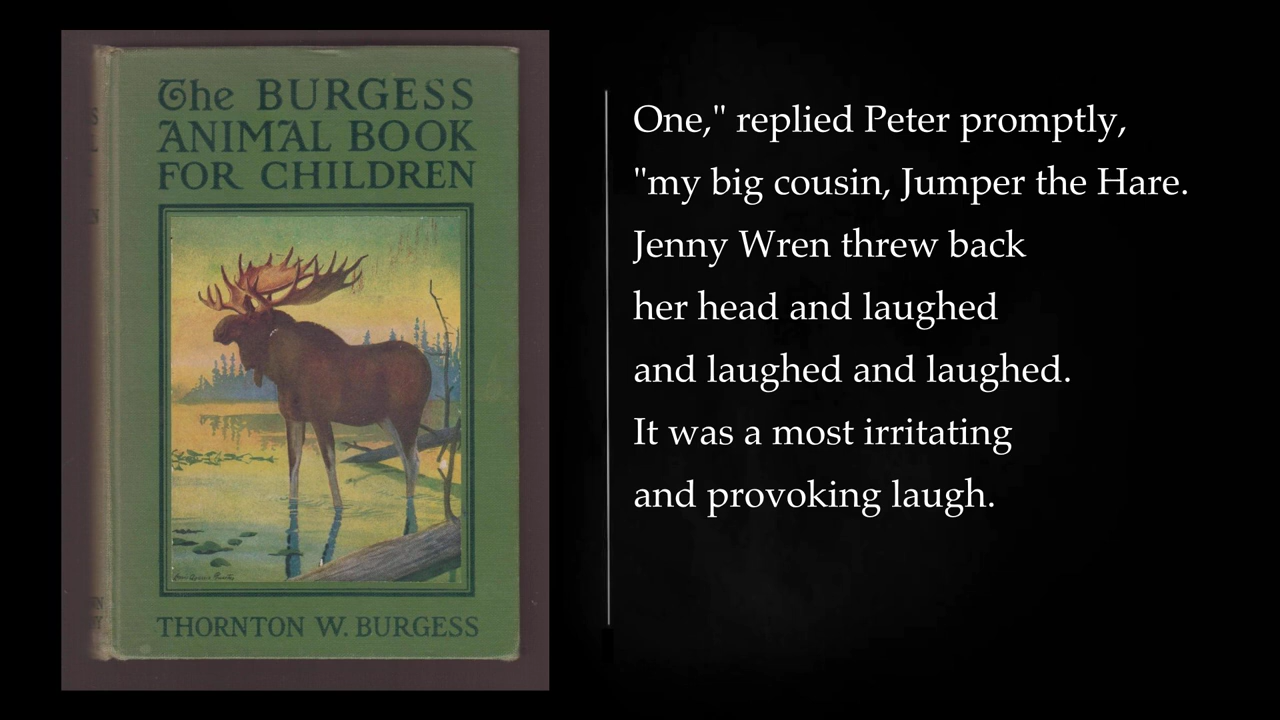 The BURGESS
ANIMAL BOOK
FOR CHILDREN
THORNTON W. BURGESS
One," replied Peter promptly,
"my big cousin, Jumper the Hare.
Jenny Wren threw back
her head and laughed
and laughed and laughed.
It was a most irritating
and provoking laugh.